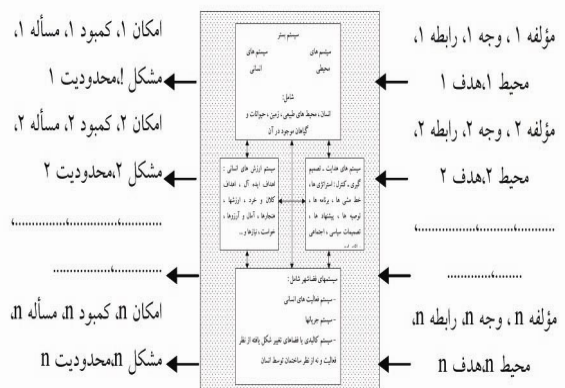 مؤلفه ۱ ، وجه ۱، رابطه ۱،
محیط ۱،هدف ۱
مؤلفه ۲ ، وجه ۲، رابطه ۲،
محیط ۲،هدف ۲
مؤلفه n ، وجه n، رابطه n،
محیط n،هدف n
سیستم بستر
سیستم های
محیطی
سیستم های
انسانی
شامل:
انسان ، محیط های طبیعی ، زمین ، حیوانات و
گیاهان موجود در آن
سیستم های هدایت ـ تصمیم
گیری ـ کنترل : استراتژی ها ،
خط مشی ها ، برنامه ها ،
توصیه ها ، پیشنهاد ها ،
تصمیمات سیاسی ، اجتماعی
سیستم ارزش های انسانی :
اهداف ایده آل ، اهداف
کلان و خرد ، ارزشها ،
هنجارها ، آمان و آرزوها ،
خواست ، نیازها و ...
سیستمهای فضاشهر شامل :
- سیستم فعالیت های انسانی
- سیستم جریانها
- سیستم کالبدی یا فضاهای تغییر شکل یافته از نظر
فعالیت و نه از نظر ساختمان توسط انسان
امکان ۱، کمبود ۱، مسأله ۱،
مشکل !،محدودیت ۱
امکان ۲، کمبود ۲، مسأله ۲،
مشکل ۲،محدودیت ۲
امکان n، کمبود n، مسأله n،
مشکل n،محدودیت n